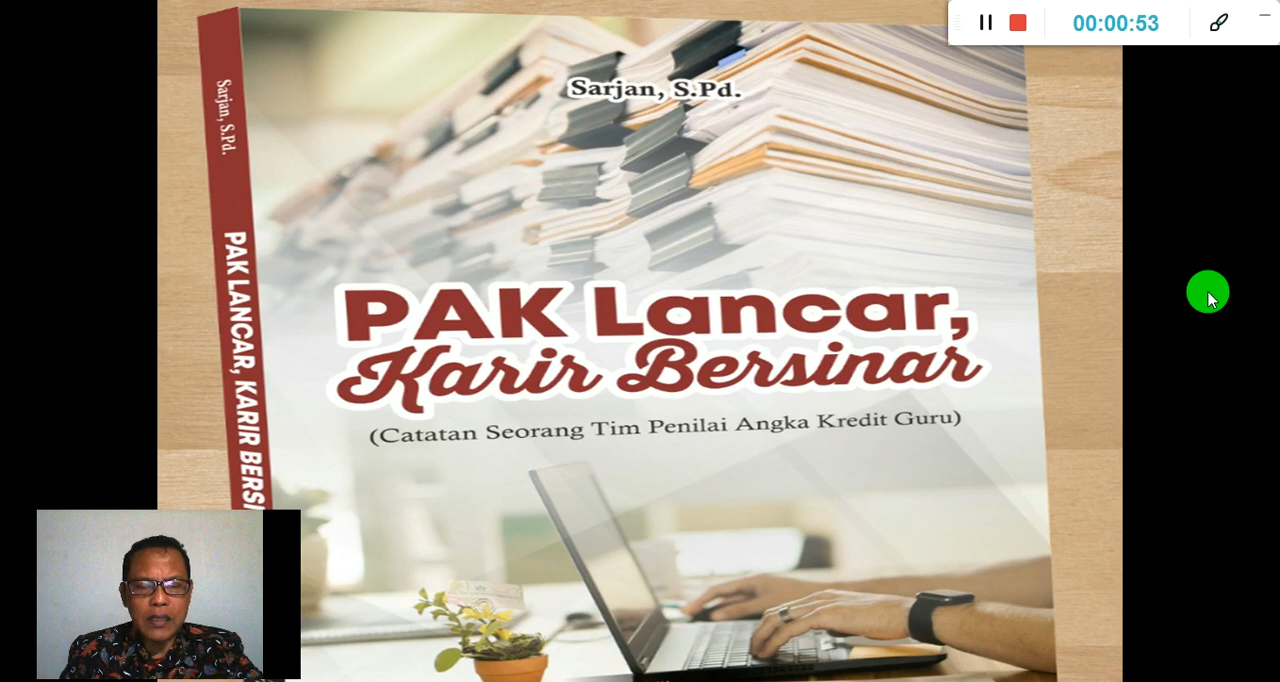 00:00:53
Sarjan, S.Pd.
PAK Lancar,
Karir Bersinar
(Catatan Seorang Tim Penilai Angka Kredit Guru)
Sarjan, S.Pd.
PAK LANCAR, KARIR BERSI